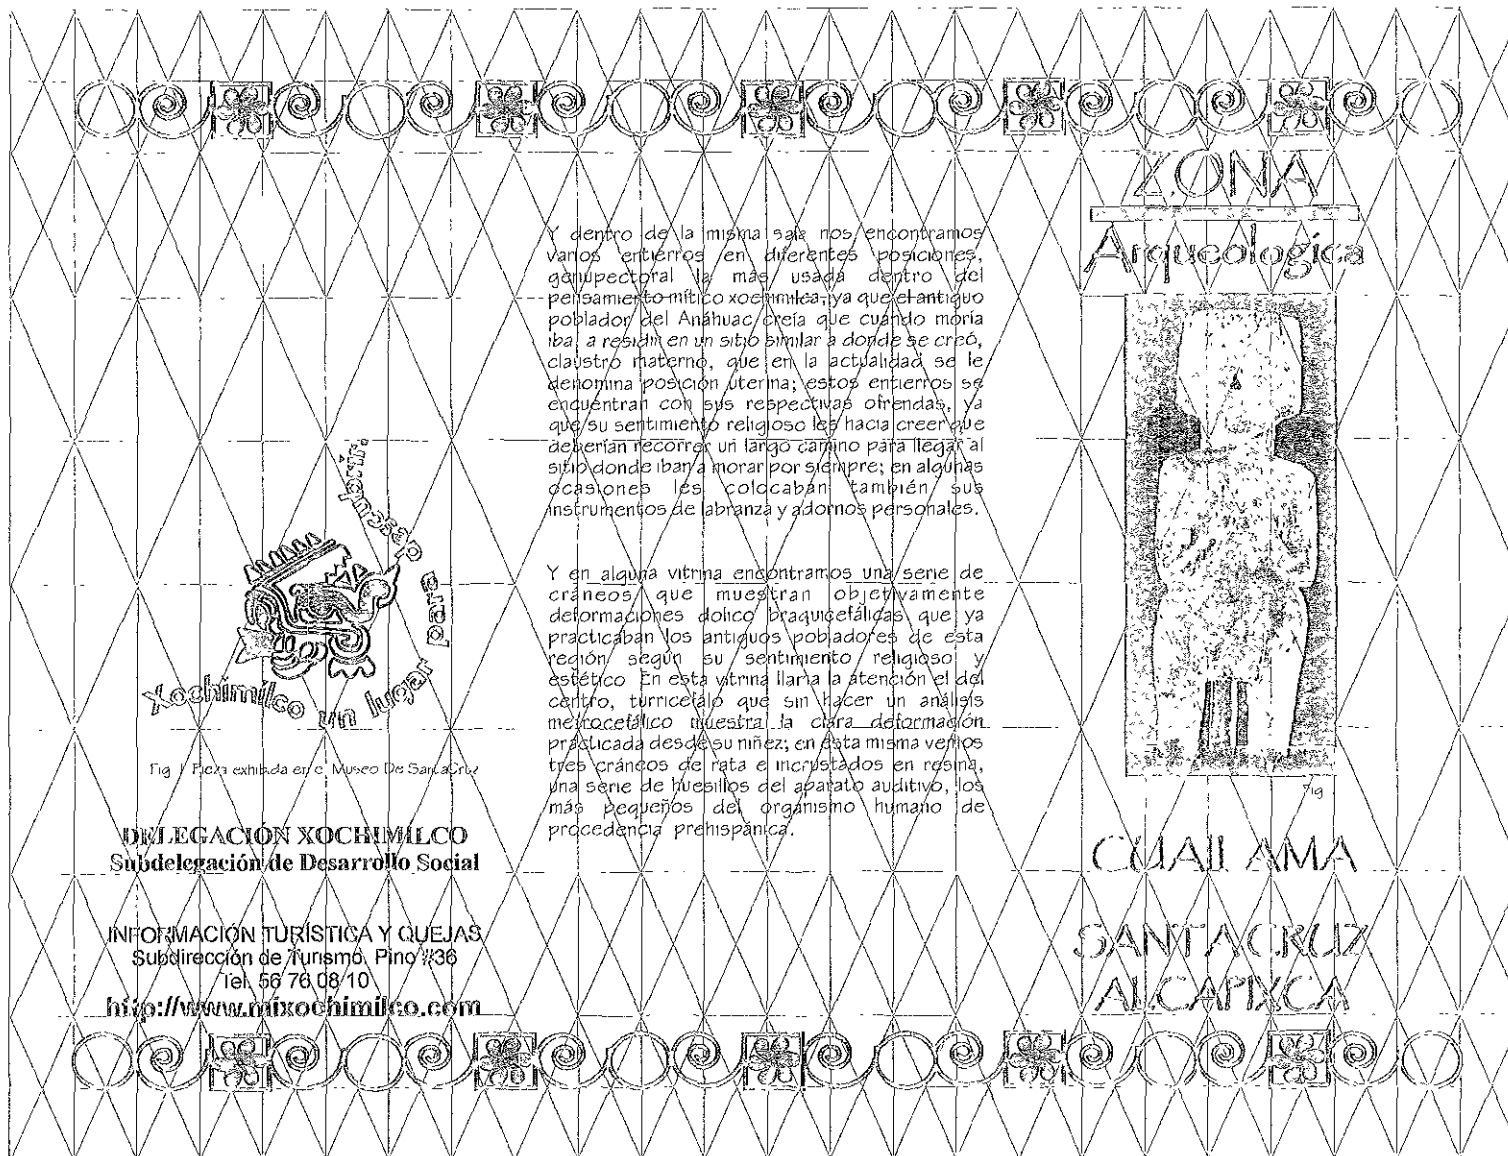 Xochimilco un lugar para descubrir.
Fig 1 Pieza exhibida en el Museo De Santa Cruz
DELEGACIÓN XOCHIMILCO
Subdelegación de Desarrollo Social
INFORMACIÓN TURÍSTICA Y QUEJAS
Subdirección de Turismo, Pino #36
Tel. 56 76 08 10
http://www.mixochimilco.com
Y dentro de la misma sala nos encontramos
varios entierros en diferentes posiciones,
genupectoral la más usada dentro del
pensamiento mítico xochimilca, ya que el antiguo
poblador del Anáhuac creía que cuando moría
iba a residir en un sitio similar a donde se creó,
claustro materno, que en la actualidad se le
denomina posición uterina; estos entierros se
encuentran con sus respectivas ofrendas, ya
que su sentimiento religioso les hacia creer que
deberían recorrer un largo camino para llegar al
sitio donde iban a morar por siempre; en algunas
ocasiones les colocaban también sus
instrumentos de labranza y adornos personales.
Y en alguna vitrina encontramos una serie de
cráneos que muestran objetivamente
deformaciones dolico braquicefálicas que ya
practicaban los antiguos pobladores de esta
región según su sentimiento religioso y
estético En esta vitrina llama la atención el del
centro, turricefálo que sin hacer un análisis
metrocefálico muestra la clara deformación
practicada desde su niñez; en esta misma vemos
tres cráneos de rata e incrustados en resina,
una serie de huesillos del aparato auditivo, los
más pequeños del organismo humano de
procedencia prehispánica.
ZONA
Arqueologica
Fig
CUAILAMA
SANTACRUZ
ALCAPIXCA